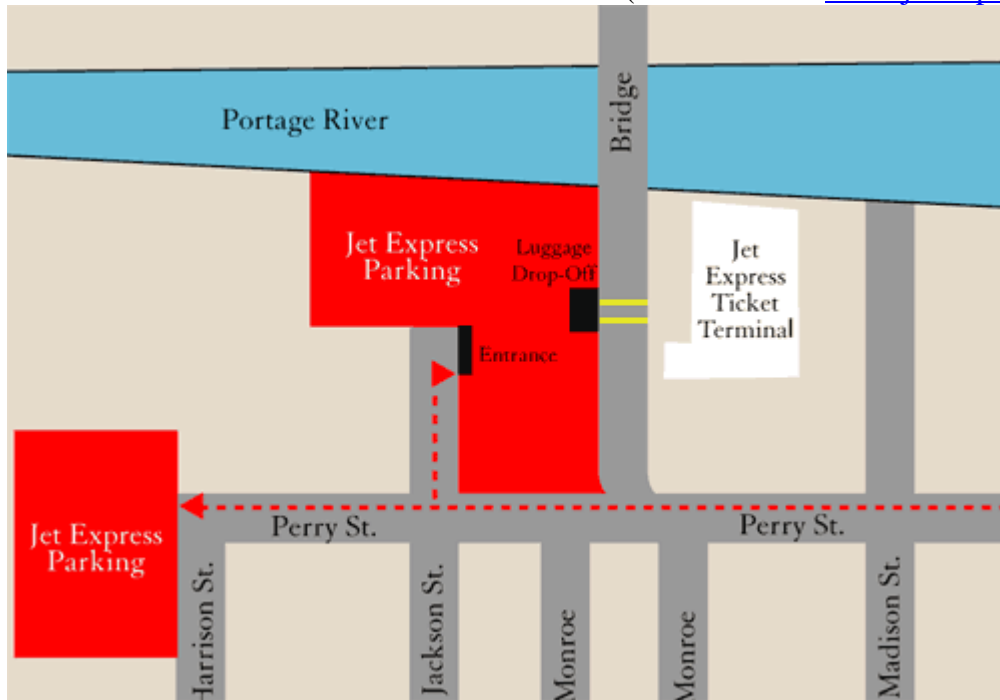 Bridge
Portage River
Jet Express
Parking
Luggage
Drop-Off
Jet
Express
Ticket
Terminal
Entrance
Jet Express
Parking
Perry St.
Perry St.
Harrison St.
Jackson St.
Monroe
Monroe
Madison St.